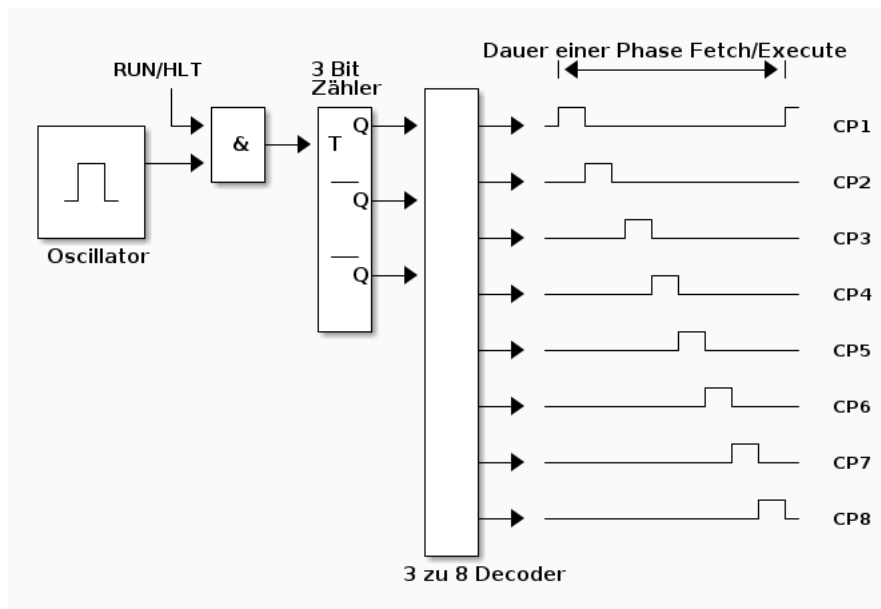 Dauer einer Phase Fetch/Execute
RUN/HLT
3 Bit
Zähler
Q
CP1
&
T
CP2
Q
CP3
Oscillator
Q
CP4
CP5
CP6
CP7
CP8
3 zu 8 Decoder